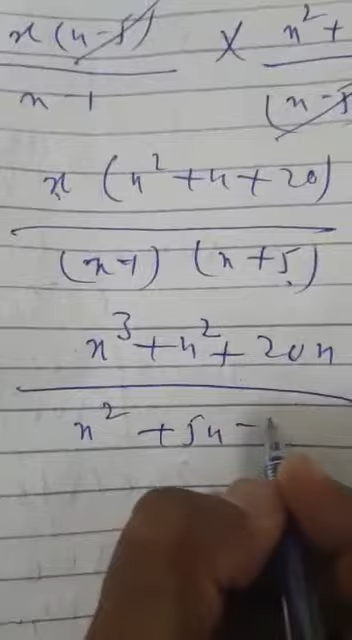 x(x-5) × x²+
x-1 (x-5)
x (x²+x+20)
(x-1) (x+5)
x³+x²+20x
x²+5x-